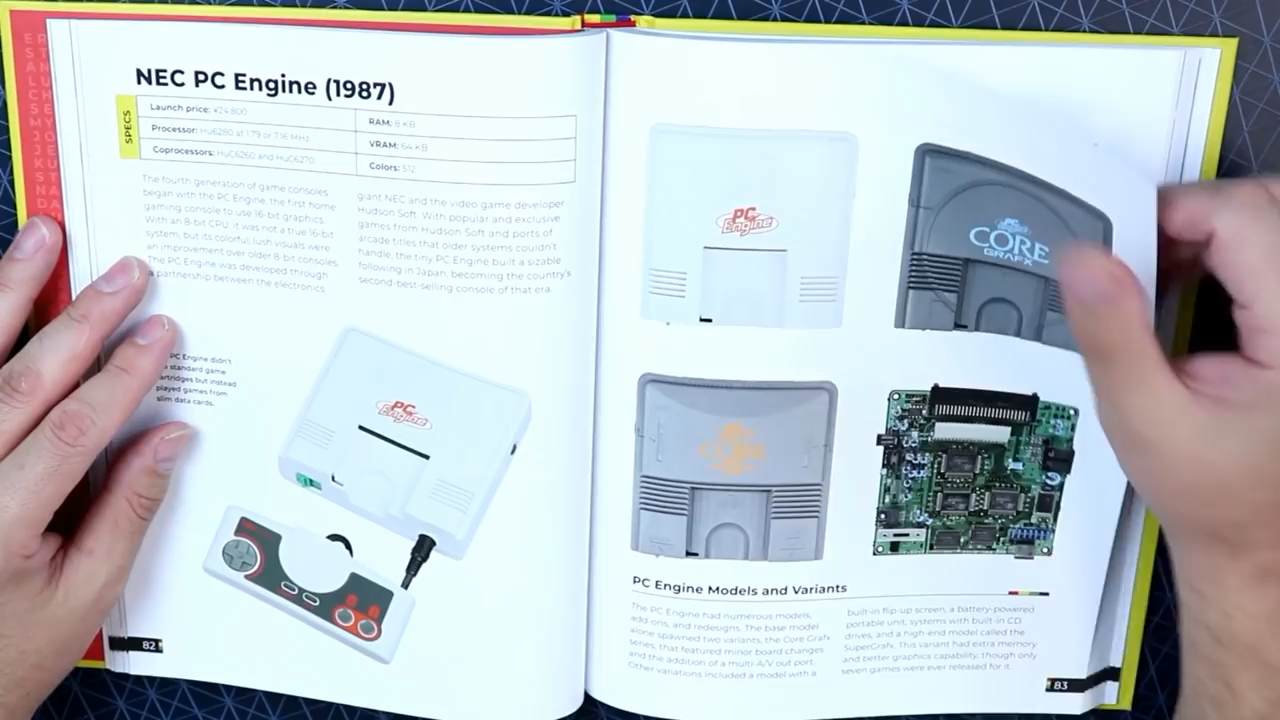 NEC PC Engine (1987)
SPECS
Launch price: ¥24,800
RAM: 8 KB
Processor: Hu6280 at 1.79 or 7.16 MHz
VRAM: 64 KB
Coprocessors: HuC6260 and HuC6270
Colors: 512
The fourth generation of game consoles
began with the PC Engine, the first home
gaming console to use 16-bit graphics.
With an 8-bit CPU, it was not a true 16-bit
system, but its colorful, lush visuals were
an improvement over older 8-bit consoles.
The PC Engine was developed through
a partnership between the electronics
giant NEC and the video game developer
Hudson Soft. With popular and exclusive
games from Hudson Soft and ports of
arcade titles that older systems couldn't
handle, the tiny PC Engine built a sizable
following in Japan, becoming the country's
second-best-selling console of that era.
PC Engine didn't
standard game
artridges but instead
played games from
slim data cards.
PC Engine
82
PC Engine
PC Engine
CORE
GRAFX
CORE
PC Engine Models and Variants
The PC Engine had numerous models,
add-ons, and redesigns. The base model
alone spawned two variants, the Core Grafx
series, that featured minor board changes
and the addition of a multi-A/V out port.
Other variations included a model with a
built-in flip-up screen, a battery-powered
portable unit, systems with built-in CD
drives, and a high-end model called the
SuperGrafx. This variant had extra memory
and better graphics capability, though only
seven games were ever released for it.
83